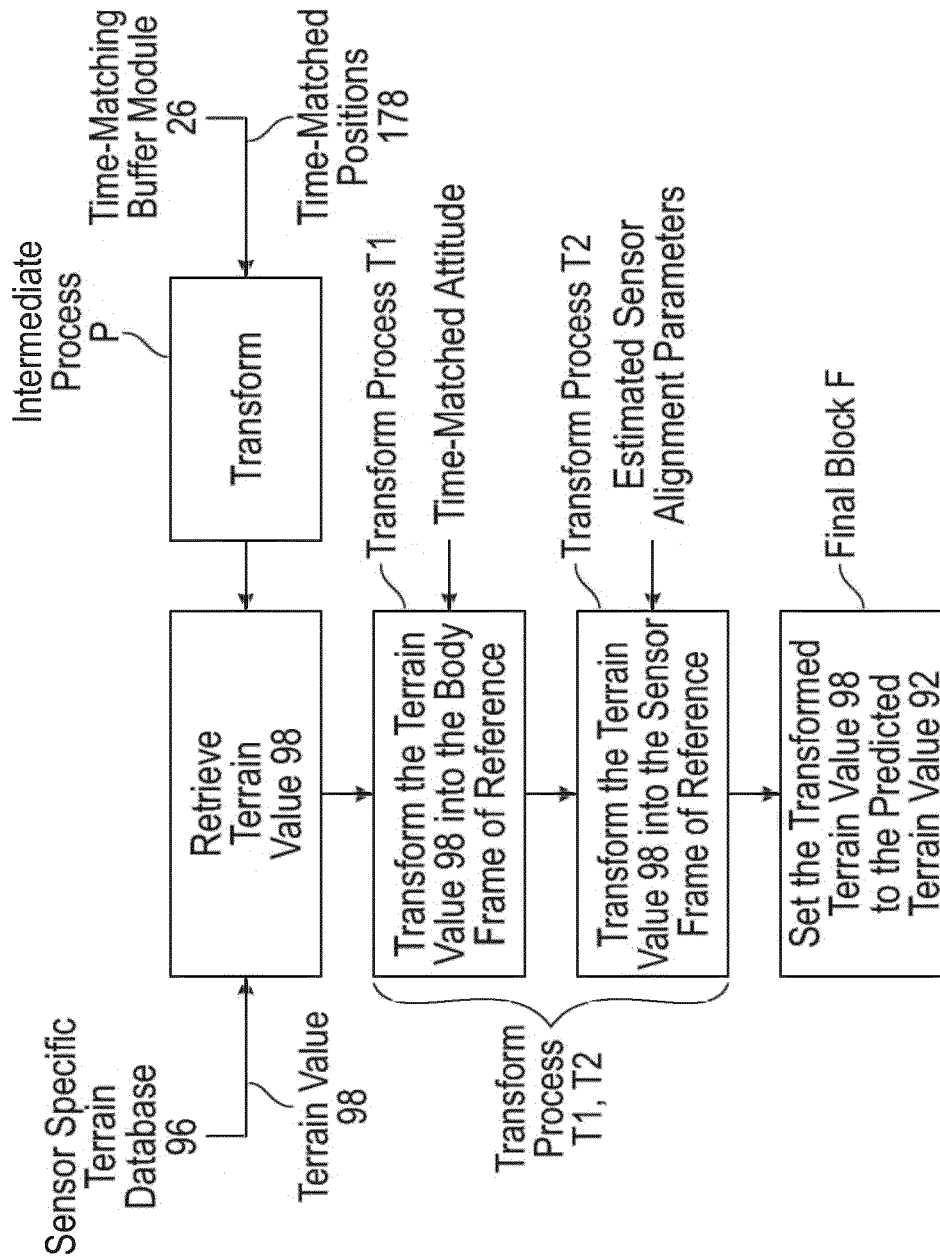 Intermediate
Process
P
Time-Matching
Buffer Module
26
Time-Matched
Positions
178
Transform
Sensor Specific
Terrain
Database
96
Terrain Value
98
Retrieve
Terrain
Value 98
Transform Process T1
Time-Matched Attitude
Transform the Terrain
Value 98 into the Body
Frame of Reference
Transform Process T2
Estimated Sensor
Alignment Parameters
Transform the Terrain
Value 98 into the Sensor
Frame of Reference
Transform
Process
T1, T2
Final Block F
Set the Transformed
Terrain Value 98
to the Predicted
Terrain Value 92